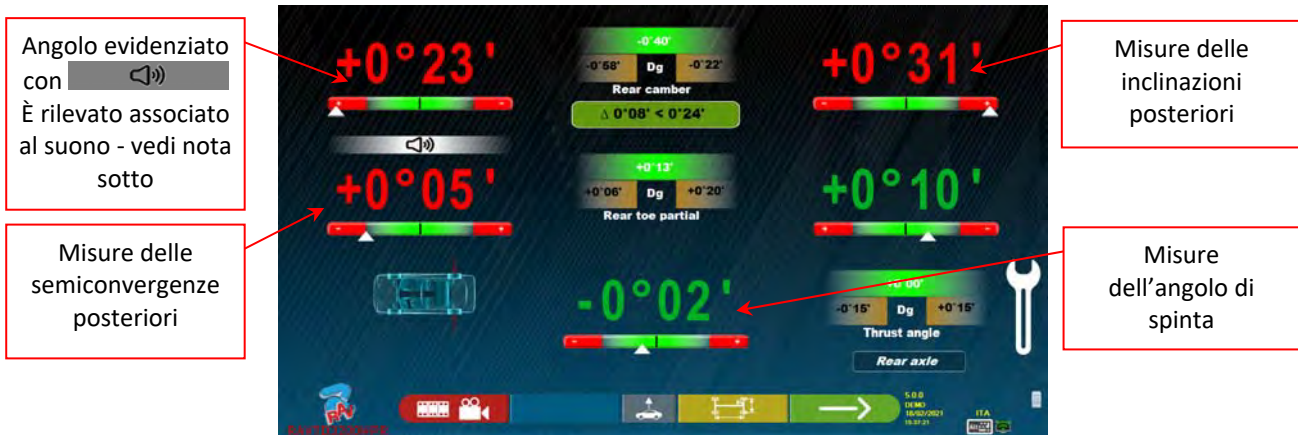 Angolo evidenziato
con
È rilevato associato
al suono - vedi nota
sotto
Misure delle
semiconvergenze
posteriori
+0°23'
-0°40'
-0°58' Dg -0°22'
Rear camber
Δ 0°08' < 0°24'
+0°31'
+0°05'
+0°13'
+0°06' Dg +0°20'
Rear toe partial
+0°10'
-0°02'
+0°00'
-0°15' Dg +0°15'
Thrust angle
Rear axle
5.0.0
DEMO
18/02/2021
ITA
Misure delle
inclinazioni
posteriori
Misure
dell’angolo di
spinta